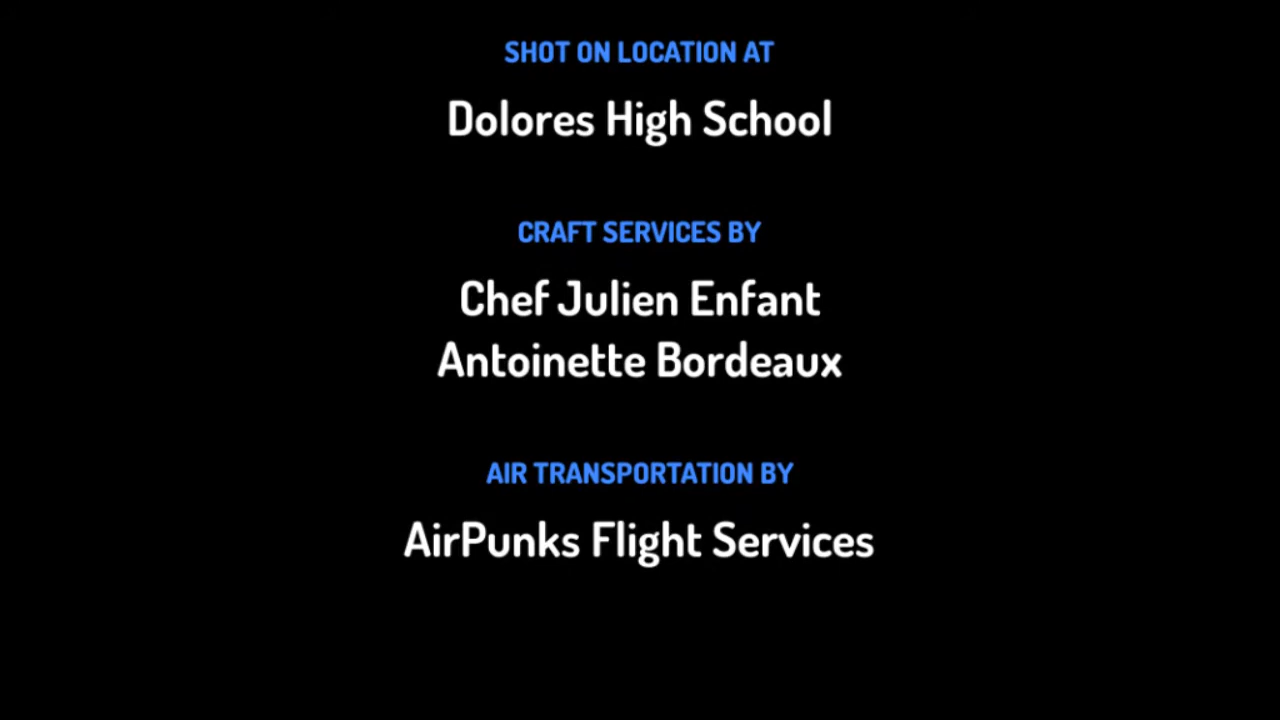 SHOT ON LOCATION AT
Dolores High School
CRAFT SERVICES BY
Chef Julien Enfant
Antoinette Bordeaux
AIR TRANSPORTATION BY
AirPunks Flight Services